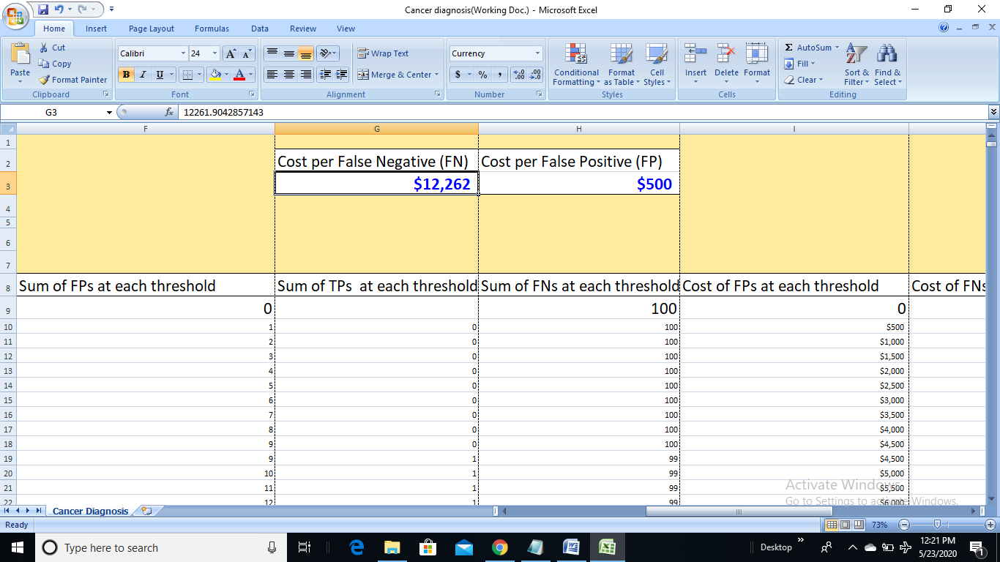 Cancer diagnosis(Working Doc.) - Microsoft Excel
Home Insert Page Layout Formulas Data Review View
Paste Cut Copy Format Painter Clipboard
Calibri 24 A A B I U A Font
Wrap Text Merge & Center Alignment
Currency $ % , .0 .00 .00 .0 Number
Conditional Formatting Format as Table Cell Styles Styles
Insert Delete Format Cells
Σ AutoSum Fill Clear Sort & Filter Find & Select Editing
G3 fx 12261.9042857143
F G H I
1
2 Cost per False Negative (FN) Cost per False Positive (FP)
3 $12,262 $500
4
5
6
7
8 Sum of FPs at each threshold Sum of TPs at each threshold Sum of FNs at each threshold Cost of FPs at each threshold Cost of FNs
9 0 100 0
10 1 0 100 $500
11 2 0 100 $1,000
12 3 0 100 $1,500
13 4 0 100 $2,000
14 5 0 100 $2,500
15 6 0 100 $3,000
16 7 0 100 $3,500
17 8 0 100 $4,000
18 9 0 100 $4,500
19 9 1 99 $4,500
20 10 1 99 $5,000
21 11 1 99 $5,500
22 12 1 99 $6,000
Activate Windows
Go to Settings to activate Windows.
Cancer Diagnosis
Ready 73%
Type here to search Desktop 12:21 PM
5/23/2020 1